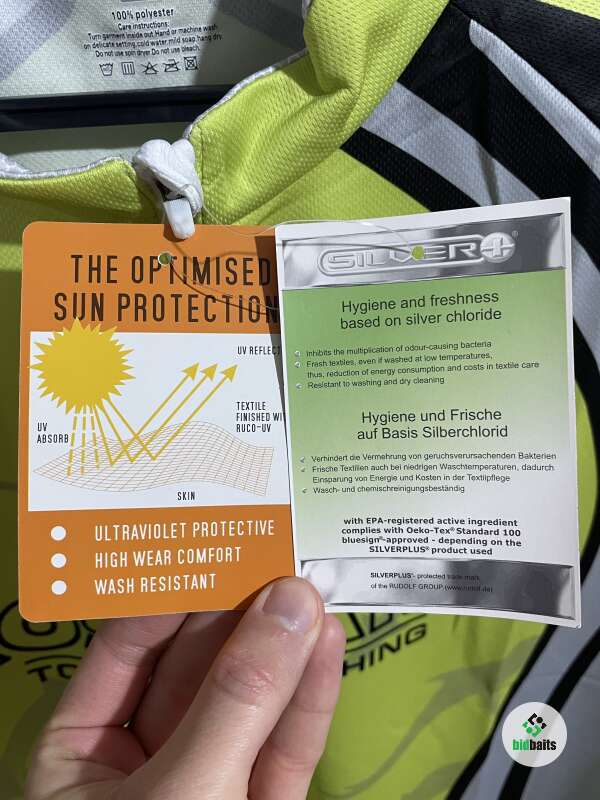 100% polyester
Care instructions:
Turn garment inside out. Hand or machine wash
on delicate setting, cold water, mild soap, hang dry.
Do not use spin dryer. Do not use bleach.
THE OPTIMISED
SUN PROTECTION
UV REFLECT
UV
ABSORB
TEXTILE
FINISHED WI
RUCO-UV
SKIN
ULTRAVIOLET PROTECTIVE
HIGH WEAR COMFORT
WASH RESISTANT
SILVER+
Hygiene and freshness
based on silver chloride
Inhibits the multiplication of odour-causing bacteria
Fresh textiles, even if washed at low temperatures,
thus, reduction of energy consumption and costs in textile care
Resistant to washing and dry cleaning
Hygiene und Frische
auf Basis Silberchlorid
Verhindert die Vermehrung von geruchsverursachenden Bakterien
Frische Textilien auch bei niedrigen Waschtemperaturen, dadurch
Einsparung von Energie und Kosten in der Textilpflege
Wasch- und chemischreinigungsbeständig
with EPA-registered active ingredient
complies with Oeko-Tex® Standard 100
bluesign®-approved - depending on the
SILVERPLUS® product used
SILVERPLUS®- protected trade mark
of the RUDOLF GROUP (www.rudolf.de)
HING
bidbaits